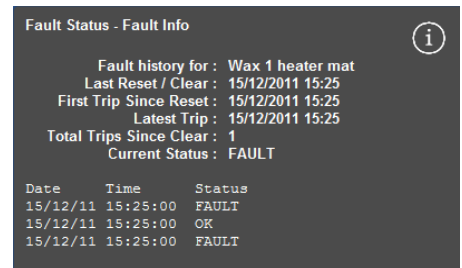 Fault Status - Fault Info
i
Fault history for : Wax 1 heater mat
Last Reset / Clear : 15/12/2011 15:25
First Trip Since Reset : 15/12/2011 15:25
Latest Trip : 15/12/2011 15:25
Total Trips Since Clear : 1
Current Status : FAULT
Date Time Status
15/12/11 15:25:00 FAULT
15/12/11 15:25:00 OK
15/12/11 15:25:00 FAULT